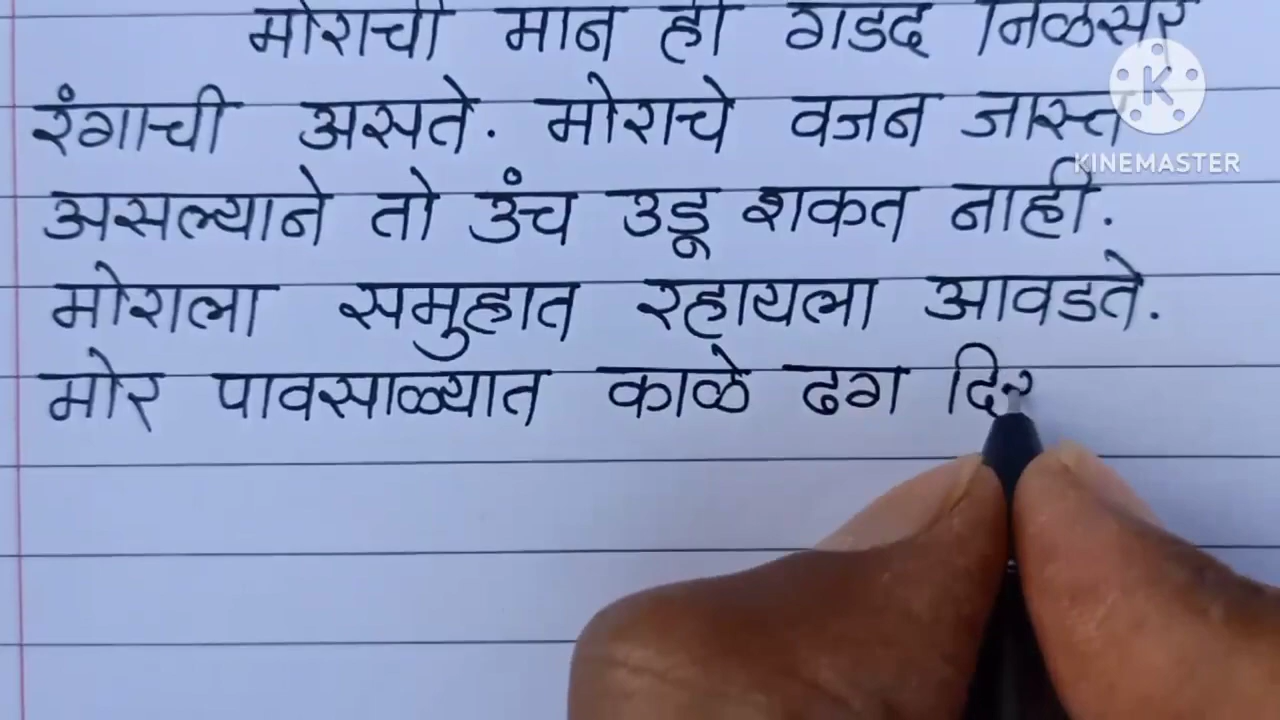 मोराची मान ही गडद निळसर
रंगाची असते. मोराचे वजन जास्त
असल्याने तो उंच उडू शकत नाही.
मोराला समुहात रहायला आवडते.
मोर पावसाळ्यात काळे ढग
K
KINEMASTER